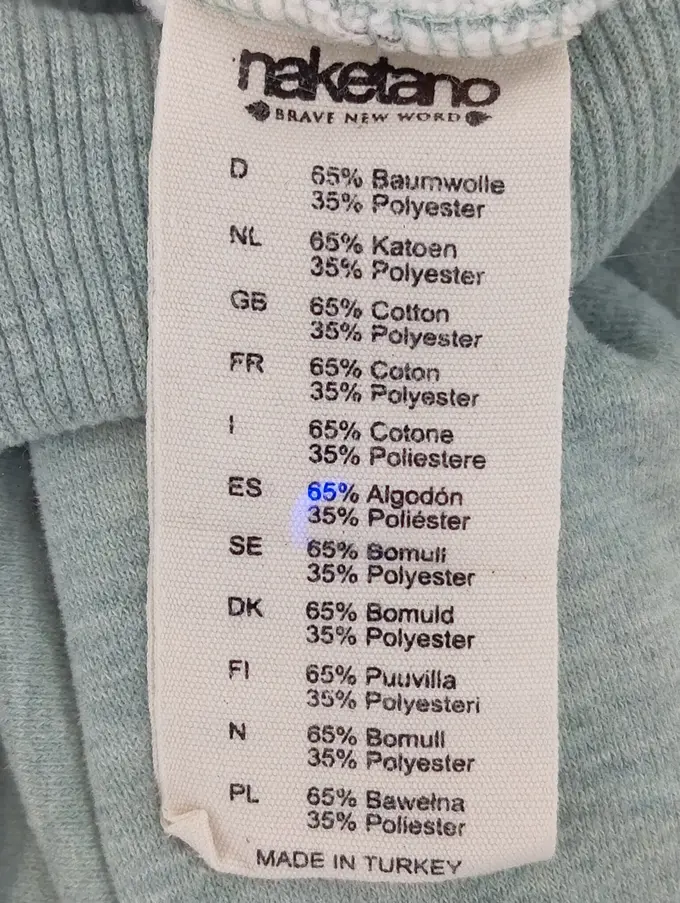 naketano
BRAVE NEW WORD
D 65% Baumwolle
35% Polyester
NL 65% Katoen
35% Polyester
GB 65% Cotton
35% Polyester
FR 65% Coton
35% Polyester
I 65% Cotone
35% Poliestere
ES 65% Algodón
35% Poliéster
SE 65% Bomull
35% Polyester
DK 65% Bomuld
35% Polyester
FI 65% Puuvilla
35% Polyesteri
N 65% Bomull
35% Polyester
PL 65% Bawełna
35% Poliester
MADE IN TURKEY